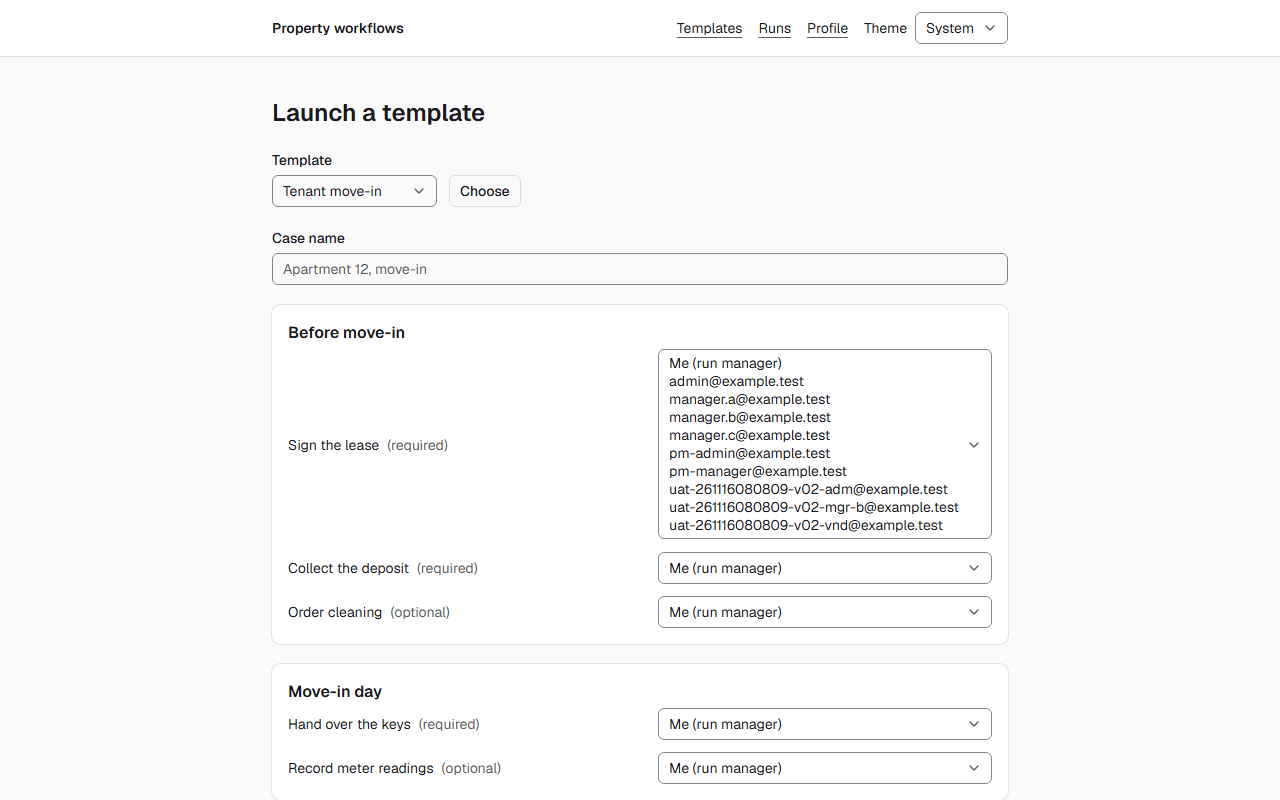 Property workflows
Templates Runs Profile Theme System
Launch a template
Template
Tenant move-in Choose
Case name
Apartment 12, move-in
Before move-in
Sign the lease (required)
Me (run manager)
admin@example.test
manager.a@example.test
manager.b@example.test
manager.c@example.test
pm-admin@example.test
pm-manager@example.test
uat-261116080809-v02-adm@example.test
uat-261116080809-v02-mgr-b@example.test
uat-261116080809-v02-vnd@example.test
Collect the deposit (required) Me (run manager)
Order cleaning (optional) Me (run manager)
Move-in day
Hand over the keys (required) Me (run manager)
Record meter readings (optional) Me (run manager)